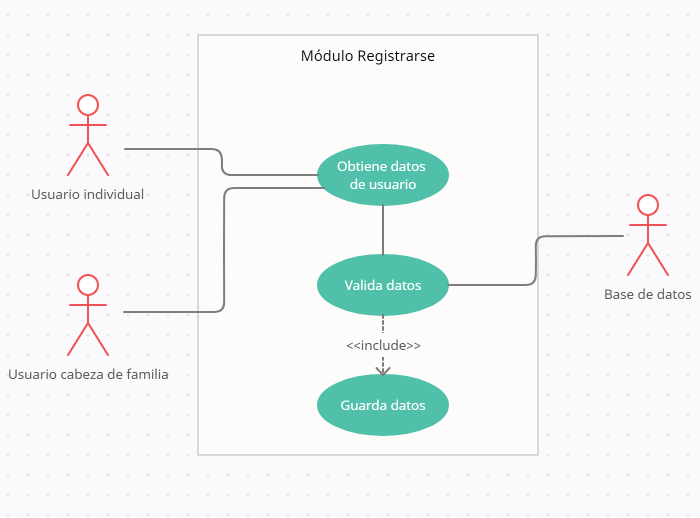 Módulo Registrarse
Obtiene datos
de usuario
Usuario individual
Valida datos
Base de datos
<<include>>
Usuario cabeza de familia
Guarda datos